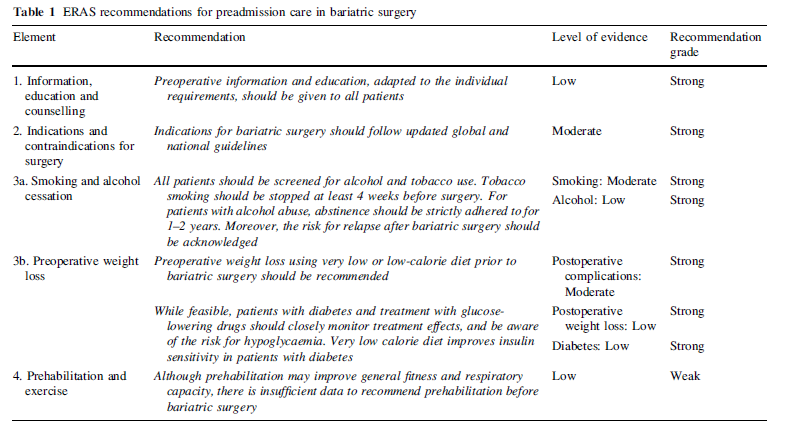 Table 1 ERAS recommendations for preadmission care in bariatric surgery
Element Recommendation Level of evidence Recommendation grade
1. Information, education and counselling
Preoperative information and education, adapted to the individual
requirements, should be given to all patients
Low Strong
2. Indications and contraindications for surgery
Indications for bariatric surgery should follow updated global and
national guidelines
Moderate Strong
3a. Smoking and alcohol cessation
All patients should be screened for alcohol and tobacco use. Tobacco
smoking should be stopped at least 4 weeks before surgery. For
patients with alcohol abuse, abstinence should be strictly adhered to for
1–2 years. Moreover, the risk for relapse after bariatric surgery should
be acknowledged
Smoking: Moderate Strong
Alcohol: Low Strong
3b. Preoperative weight loss
Preoperative weight loss using very low or low-calorie diet prior to
bariatric surgery should be recommended
Postoperative complications: Moderate Strong
While feasible, patients with diabetes and treatment with glucose-
lowering drugs should closely monitor treatment effects, and be aware
of the risk for hypoglycaemia. Very low calorie diet improves insulin
sensitivity in patients with diabetes
Postoperative weight loss: Low Strong
Diabetes: Low Strong
4. Prehabilitation and exercise
Although prehabilitation may improve general fitness and respiratory
capacity, there is insufficient data to recommend prehabilitation before
bariatric surgery
Low Weak